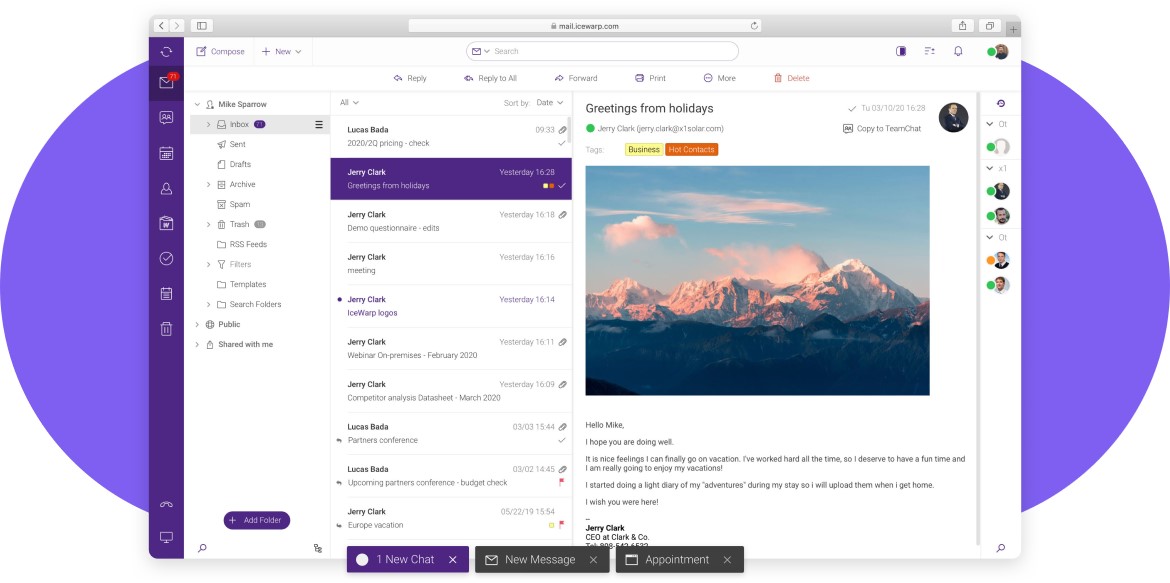 mail.icewarp.com
Compose
New
Search
71
Reply
Reply to All
Forward
Print
More
Delete
Mike Sparrow
Inbox 71
Sent
Drafts
Archive
Spam
Trash
RSS Feeds
Filters
Templates
Search Folders
Public
Shared with me
Add Folder
All
Sort by: Date
Lucas Bada 09:33
2020/2Q pricing - check
Jerry Clark Yesterday 16:28
Greetings from holidays
Jerry Clark Yesterday 16:18
Demo questionnaire - edits
Jerry Clark Yesterday 16:16
meeting
Jerry Clark Yesterday 16:14
IceWarp logos
Jerry Clark Yesterday 16:11
Webinar On-premises - February 2020
Jerry Clark Yesterday 16:09
Competitor analysis Datasheet - March 2020
Lucas Bada 03/03 15:44
Partners conference
Lucas Bada 03/02 14:45
Upcoming partners conference - budget check
Jerry Clark 05/22/19 15:54
Europe vacation
Greetings from holidays
Tu 03/10/20 16:28
Jerry Clark (jerry.clark@x1solar.com)
Copy to TeamChat
Tags: Business Hot Contacts
Hello Mike,
I hope you are doing well.
It is nice feelings I can finally go on vacation. I've worked hard all the time, so I deserve to have a fun time and
I am really going to enjoy my vacations!
I started doing a light diary of my "adventures" during my stay so i will upload them when i get home.
I wish you were here!
--
Jerry Clark
CEO at Clark & Co.
Ot
x1
Ot
1 New Chat
New Message
Appointment